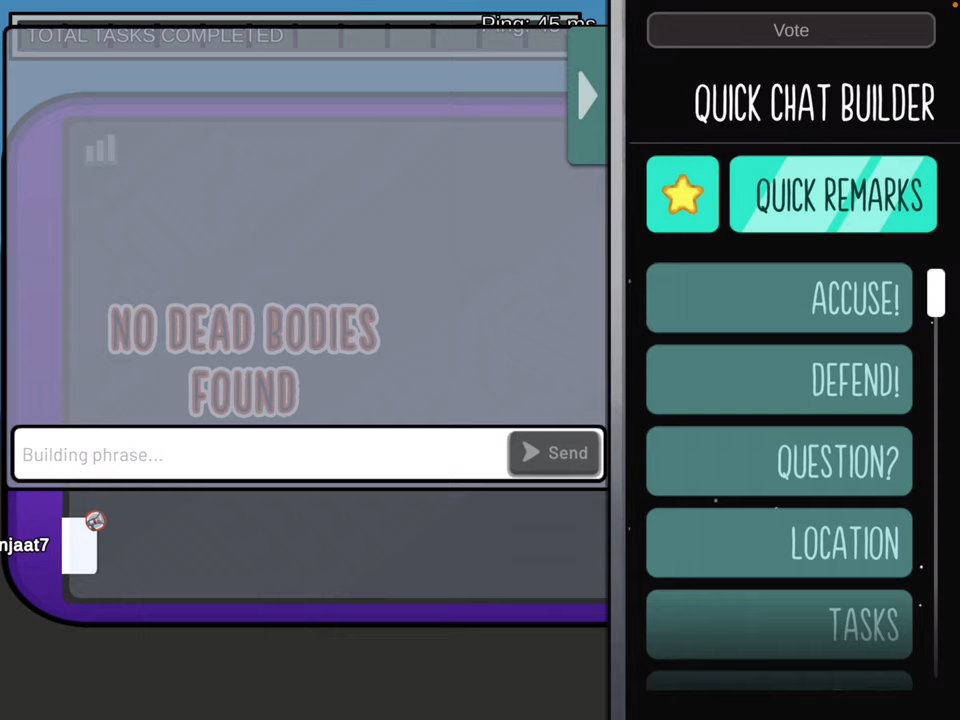 Ping: 45 ms
TOTAL TASKS COMPLETED
NO DEAD BODIES
FOUND
Building phrase...
Send
njaat7
Vote
QUICK CHAT BUILDER
QUICK REMARKS
ACCUSE!
DEFEND!
QUESTION?
LOCATION
TASKS